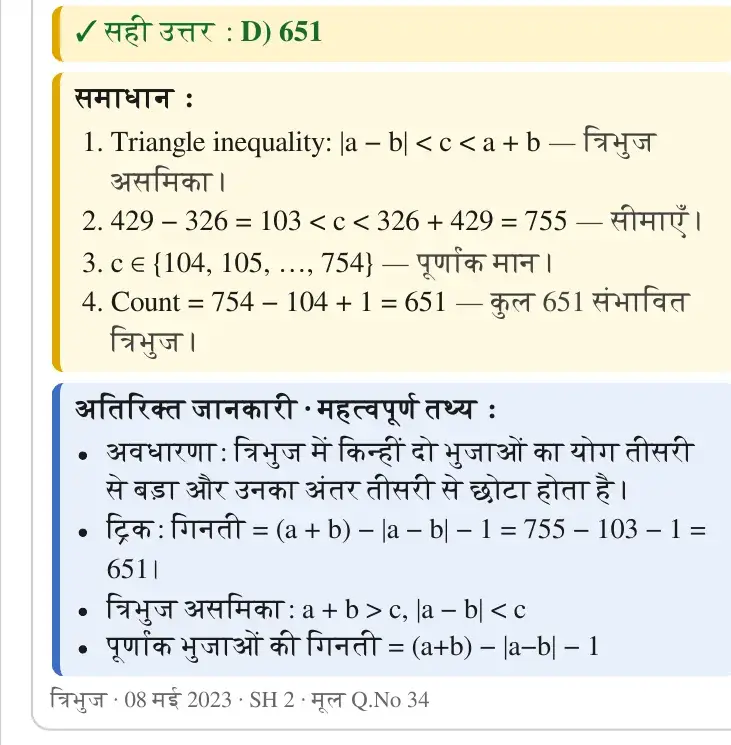 ✓ सही उत्तर : D) 651
समाधान :
1. Triangle inequality: |a − b| < c < a + b — त्रिभुज
असमिका।
2. 429 − 326 = 103 < c < 326 + 429 = 755 — सीमाएँ।
3. c ∈ {104, 105, …, 754} — पूर्णांक मान।
4. Count = 754 − 104 + 1 = 651 — कुल 651 संभावित
त्रिभुज।
अतिरिक्त जानकारी · महत्वपूर्ण तथ्य :
• अवधारणा : त्रिभुज में किन्हीं दो भुजाओं का योग तीसरी
से बड़ा और उनका अंतर तीसरी से छोटा होता है।
• ट्रिक : गिनती = (a + b) − |a − b| − 1 = 755 − 103 − 1 =
651।
• त्रिभुज असमिका : a + b > c, |a − b| < c
• पूर्णांक भुजाओं की गिनती = (a+b) − |a−b| − 1
त्रिभुज · 08 मई 2023 · SH 2 · मूल Q.No 34